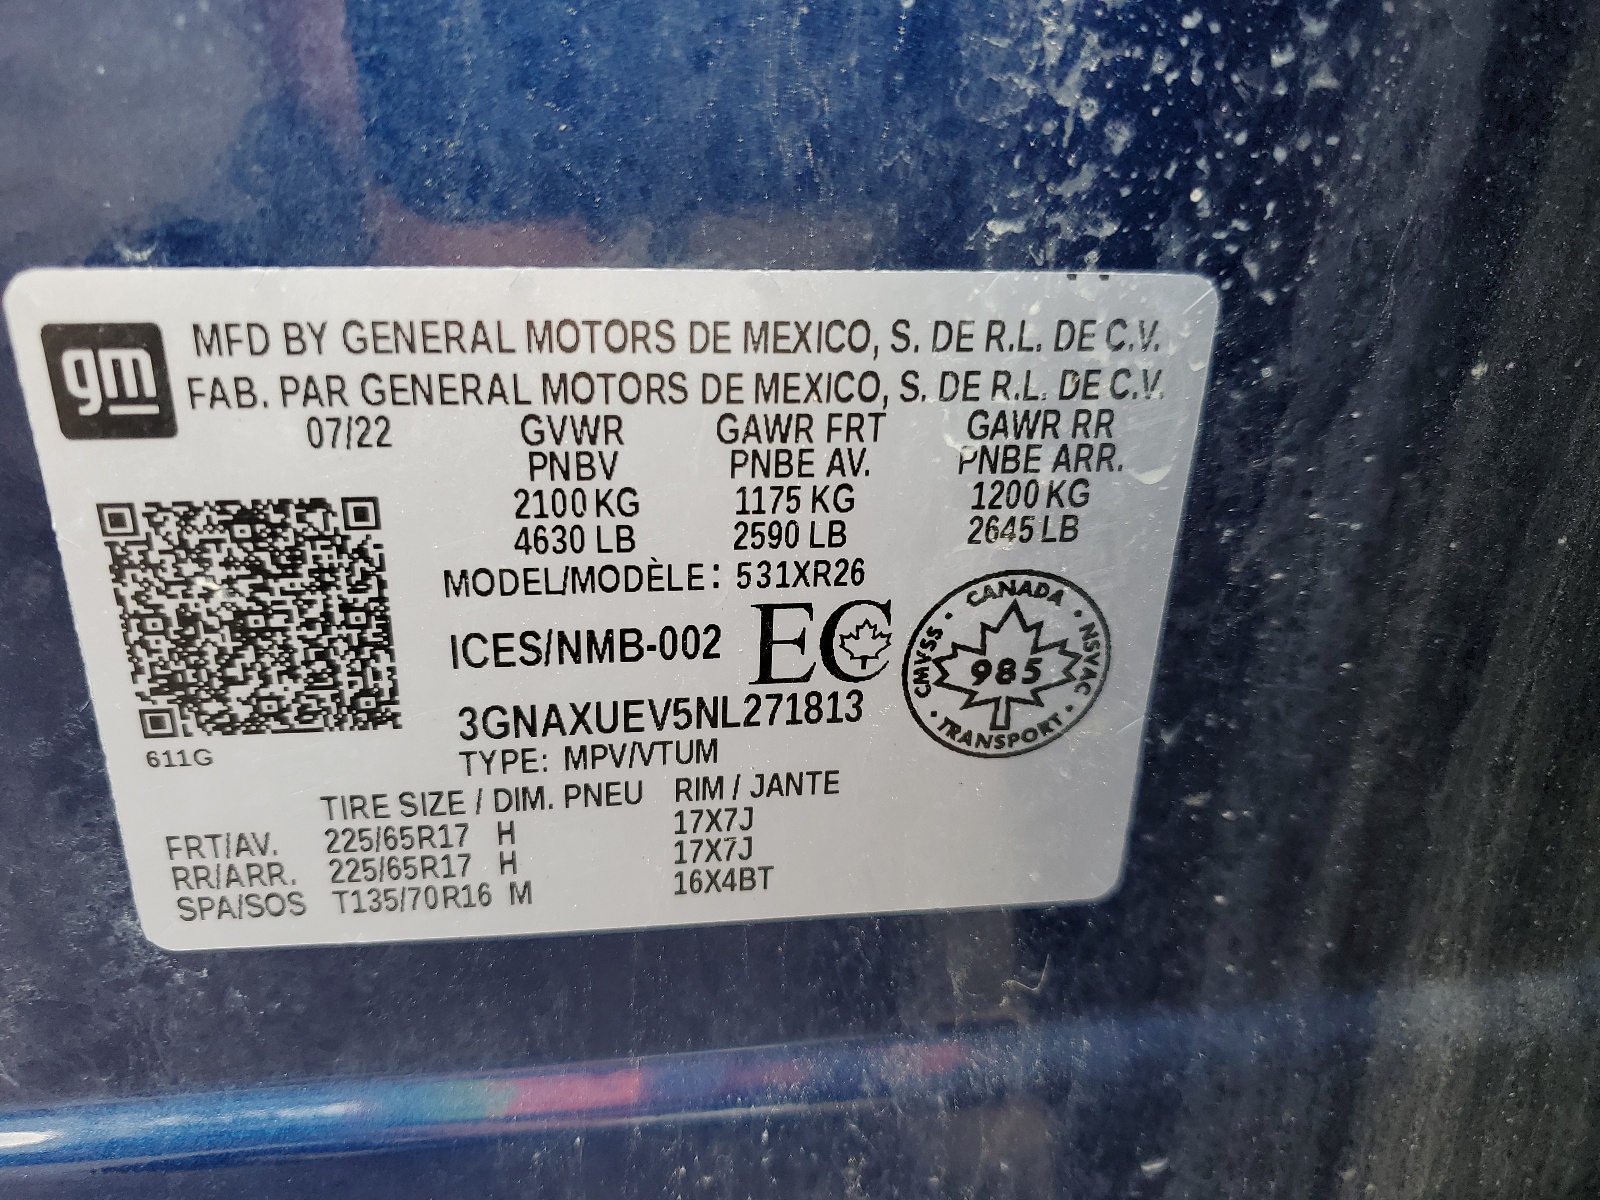 gm
MFD BY GENERAL MOTORS DE MEXICO, S. DE R.L. DE C.V.
FAB. PAR GENERAL MOTORS DE MEXICO, S. DE R.L. DE C.V.
07/22 GVWR GAWR FRT GAWR RR
PNBV PNBE AV. PNBE ARR.
2100 KG 1175 KG 1200 KG
4630 LB 2590 LB 2645 LB
MODEL/MODÈLE: 531XR26
ICES/NMB-002 EC
CANADA
CMVSS 985 NSVAC
TRANSPORT
3GNAXUEV5NL271813
611G
TYPE: MPV/VTUM
TIRE SIZE / DIM. PNEU RIM / JANTE
FRT/AV. 225/65R17 H 17X7J
RR/ARR. 225/65R17 H 17X7J
SPA/SOS T135/70R16 M 16X4BT